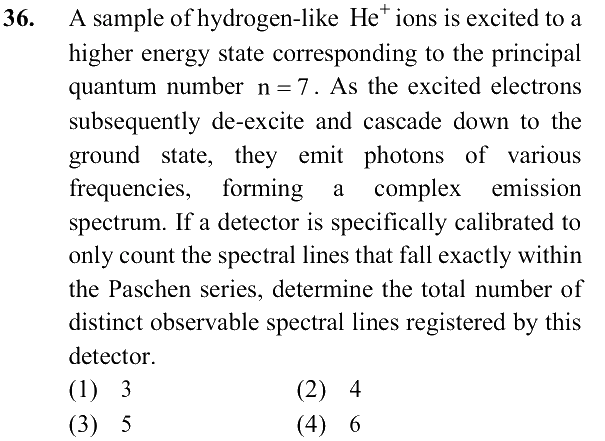 36. A sample of hydrogen-like He⁺ ions is excited to a
higher energy state corresponding to the principal
quantum number n = 7. As the excited electrons
subsequently de-excite and cascade down to the
ground state, they emit photons of various
frequencies, forming a complex emission
spectrum. If a detector is specifically calibrated to
only count the spectral lines that fall exactly within
the Paschen series, determine the total number of
distinct observable spectral lines registered by this
detector.
(1) 3 (2) 4
(3) 5 (4) 6